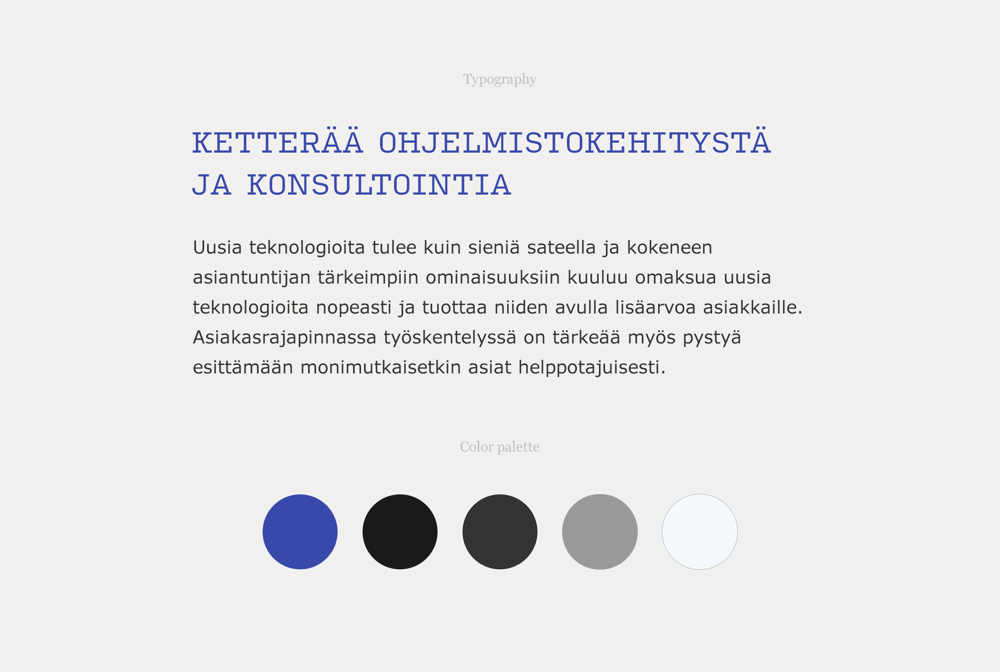 Typography
KETTERÄÄ OHJELMISTOKEHITYSTÄ
JA KONSULTOINTIA
Uusia teknologioita tulee kuin sieniä sateella ja kokeneen
asiantuntijan tärkeimpiin ominaisuuksiin kuuluu omaksua uusia
teknologioita nopeasti ja tuottaa niiden avulla lisäarvoa asiakkaille.
Asiakasrajapinnassa työskentelyssä on tärkeää myös pystyä
esittämään monimutkaisetkin asiat helppotajuisesti.
Color palette